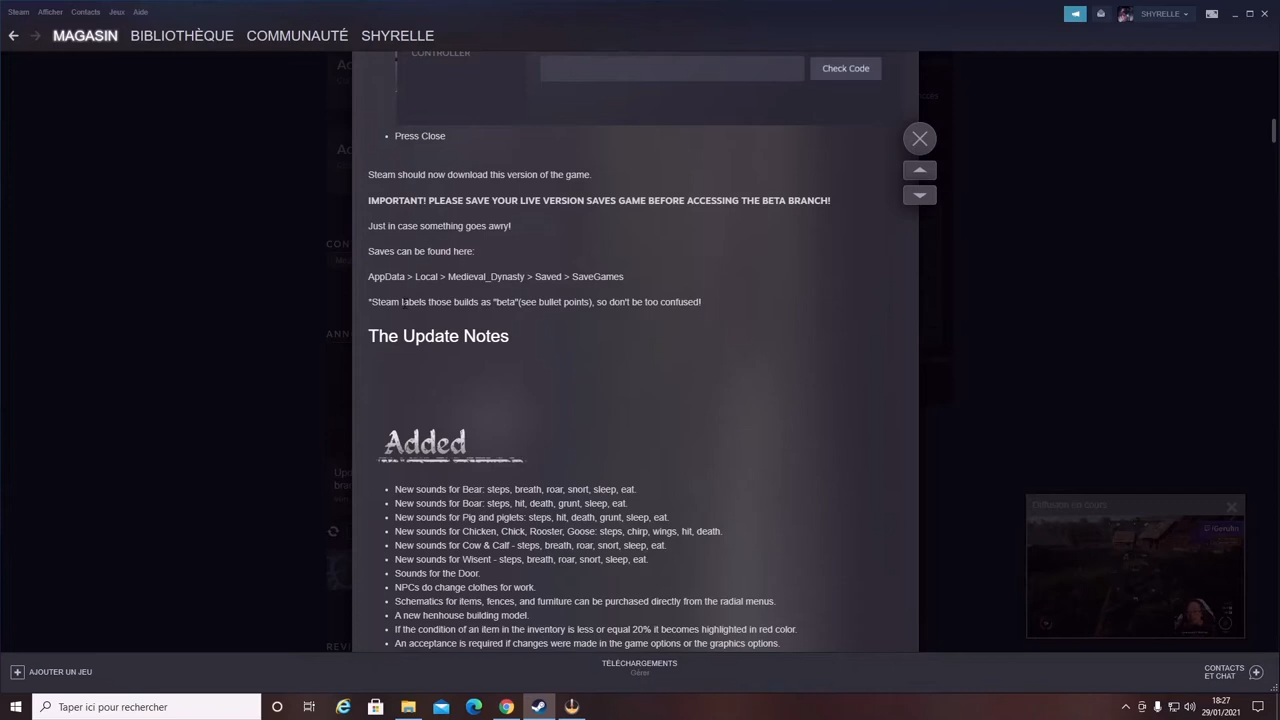 Steam Afficher Contacts Jeux Aide
SHYRELLE
MAGASIN BIBLIOTHÈQUE COMMUNAUTÉ SHYRELLE
CONTROLLER
Check Code
Press Close
Steam should now download this version of the game.
IMPORTANT! PLEASE SAVE YOUR LIVE VERSION SAVES GAME BEFORE ACCESSING THE BETA BRANCH!
Just in case something goes awry!
Saves can be found here:
AppData > Local > Medieval_Dynasty > Saved > SaveGames
*Steam labels those builds as "beta"(see bullet points), so don't be too confused!
The Update Notes
Added
New sounds for Bear: steps, breath, roar, snort, sleep, eat.
New sounds for Boar: steps, hit, death, grunt, sleep, eat.
New sounds for Pig and piglets: steps, hit, death, grunt, sleep, eat.
New sounds for Chicken, Chick, Rooster, Goose: steps, chirp, wings, hit, death.
New sounds for Cow & Calf - steps, breath, roar, snort, sleep, eat.
New sounds for Wisent - steps, breath, roar, snort, sleep, eat.
Sounds for the Door.
NPCs do change clothes for work.
Schematics for items, fences, and furniture can be purchased directly from the radial menus.
A new henhouse building model.
If the condition of an item in the inventory is less or equal 20% it becomes highlighted in red color.
An acceptance is required if changes were made in the game options or the graphics options.
Diffusion en cours
AJOUTER UN JEU
TÉLÉCHARGEMENTS
Gérer
CONTACTS
ET CHAT
Taper ici pour rechercher
18:27
29/01/2021